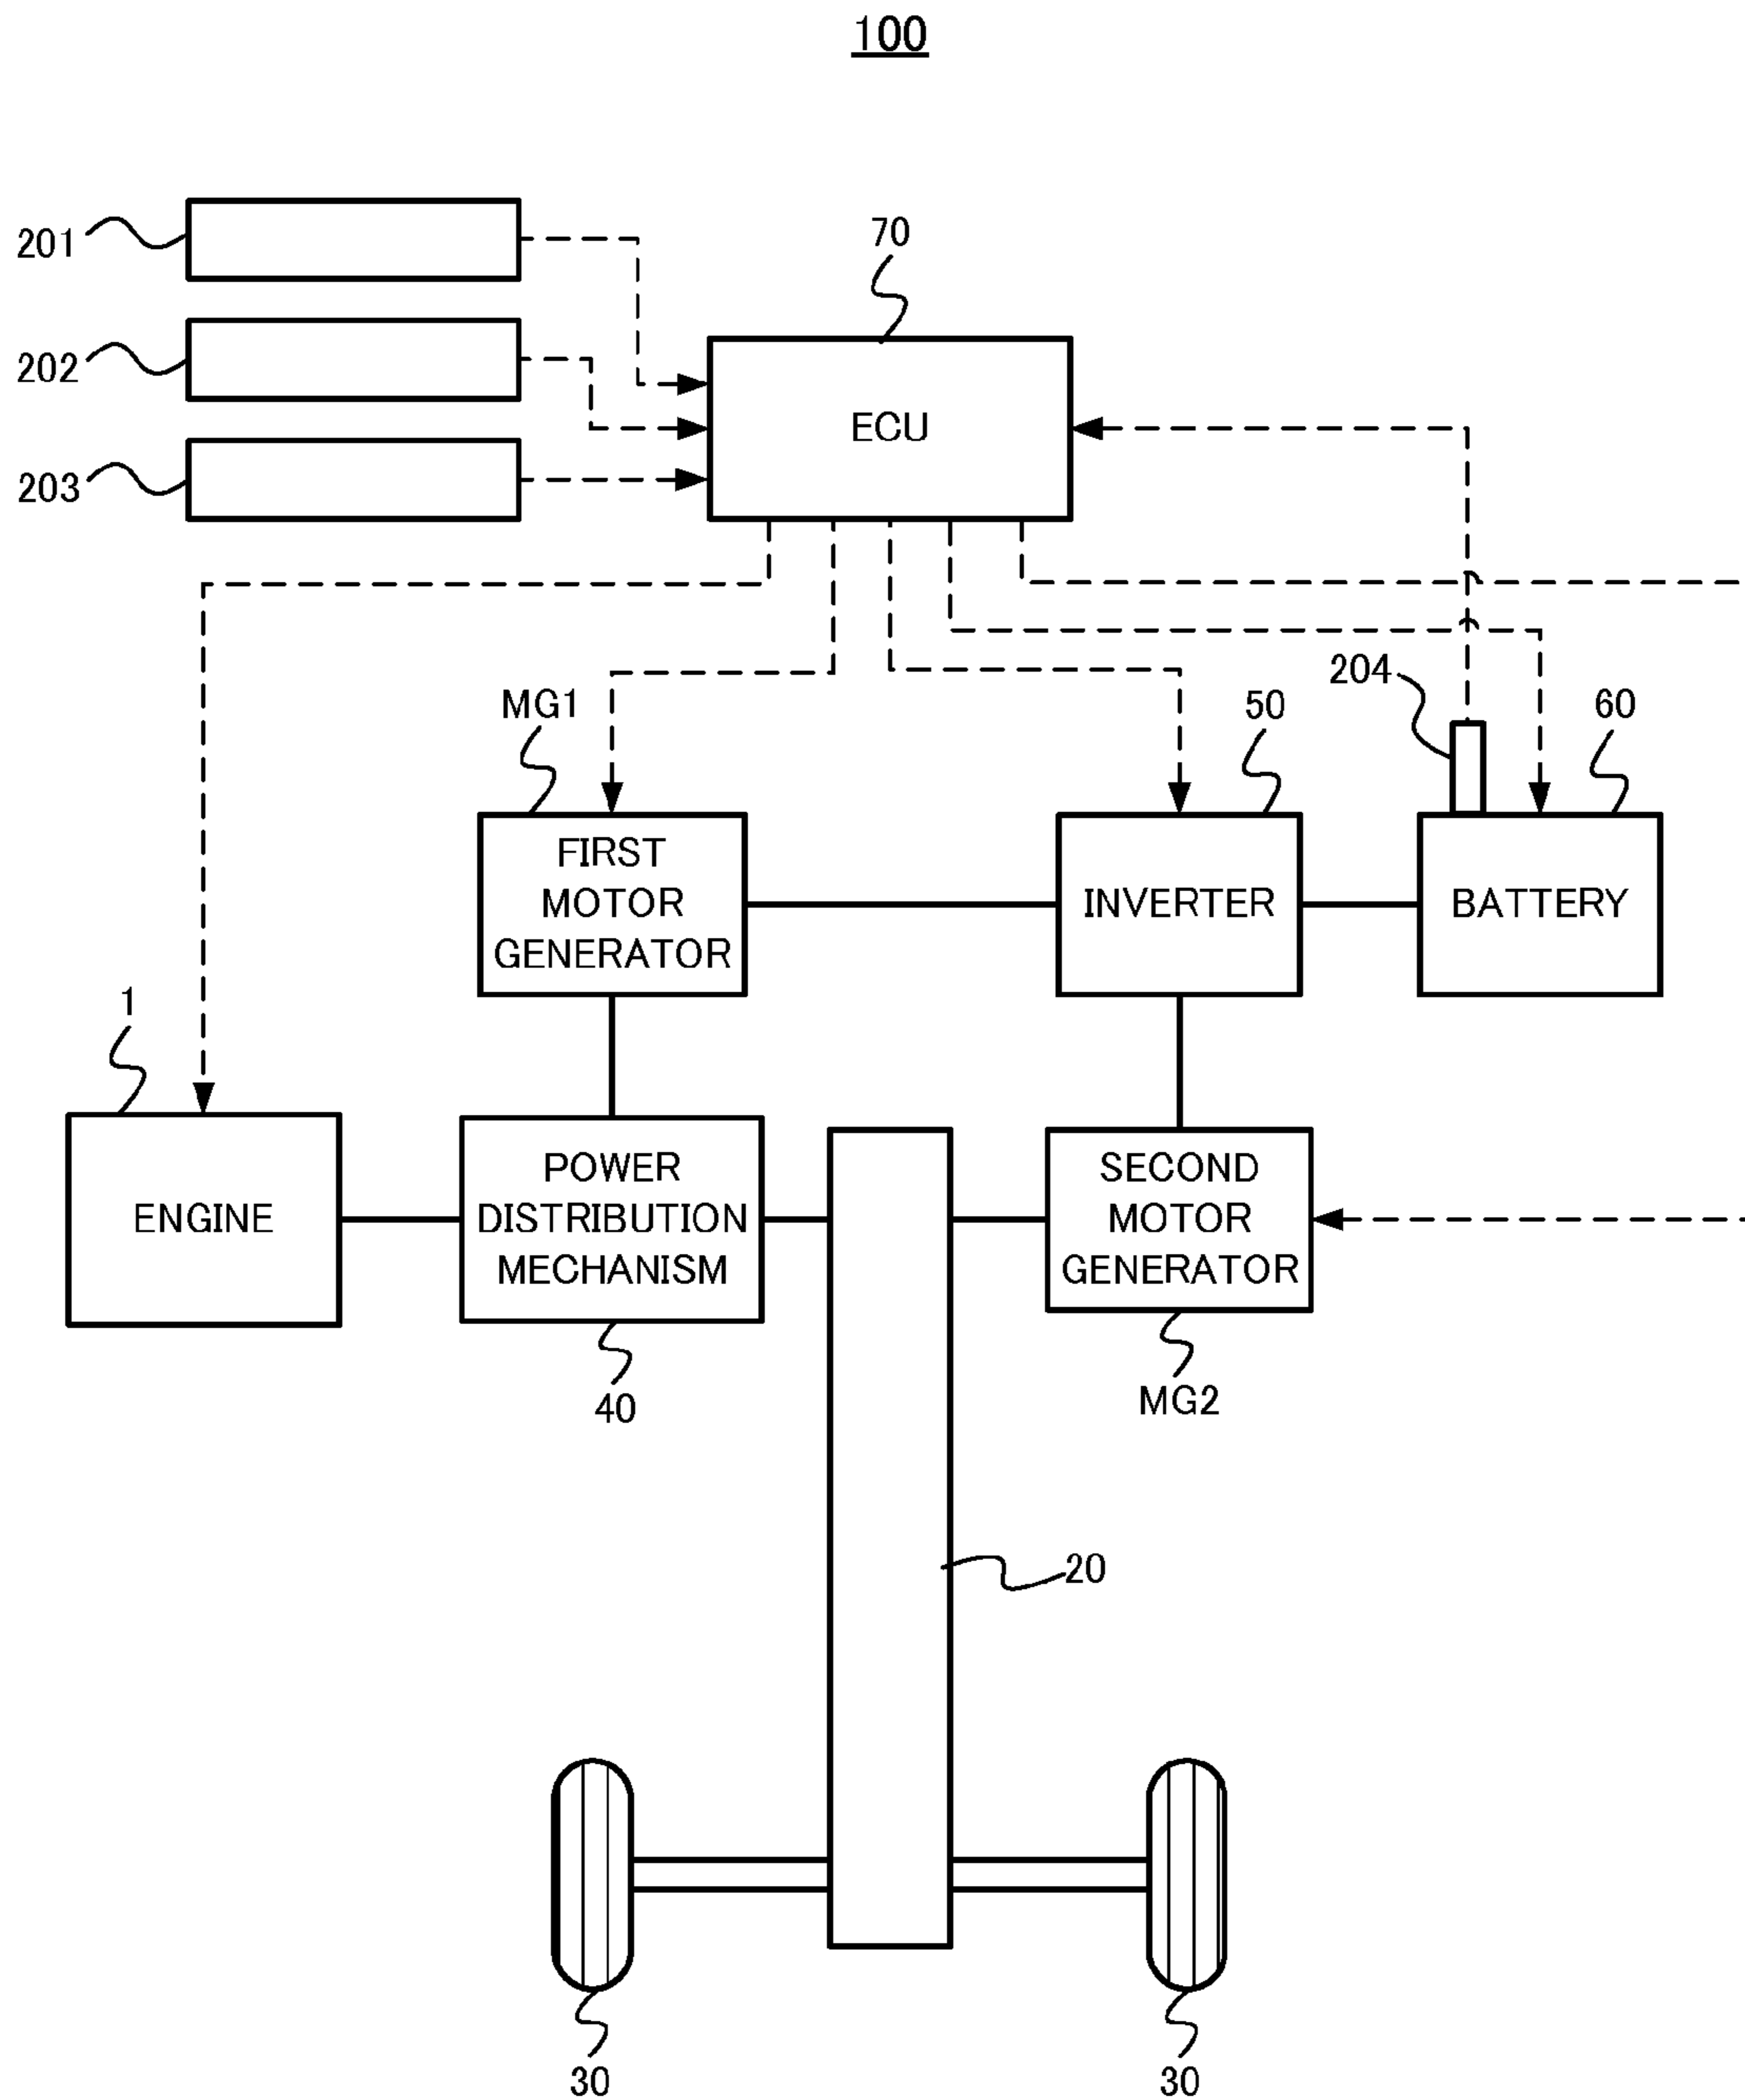 100
201
202
203
70
ECU
MG1
50
204
60
FIRST
MOTOR
GENERATOR
INVERTER
BATTERY
1
ENGINE
POWER
DISTRIBUTION
MECHANISM
SECOND
MOTOR
GENERATOR
40
MG2
20
30
30